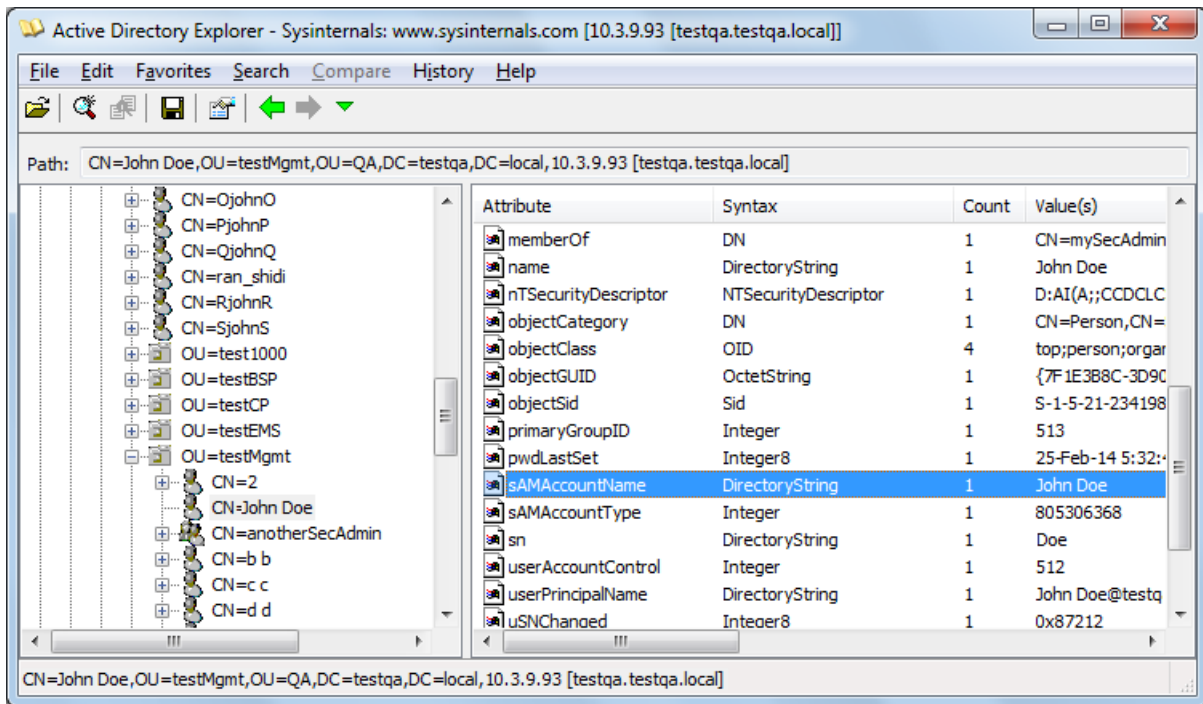 Active Directory Explorer - Sysinternals: www.sysinternals.com [10.3.9.93 [testqa.testqa.local]]
File Edit Favorites Search Compare History Help
Path: CN=John Doe,OU=testMgmt,OU=QA,DC=testqa,DC=local,10.3.9.93 [testqa.testqa.local]
CN=OjohnO
CN=PjohnP
CN=QjohnQ
CN=ran_shidi
CN=RjohnR
CN=SjohnS
OU=test1000
OU=testBSP
OU=testCP
OU=testEMS
OU=testMgmt
CN=2
CN=John Doe
CN=anotherSecAdmin
CN=b b
CN=c c
CN=d d
Attribute Syntax Count Value(s)
memberOf DN 1 CN=mySecAdmin
name DirectoryString 1 John Doe
nTSecurityDescriptor NTSecurityDescriptor 1 D:AI(A;;CCDCLC
objectCategory DN 1 CN=Person,CN=
objectClass OID 4 top;person;organ
objectGUID OctetString 1 {7F1E3B8C-3D90
objectSid Sid 1 S-1-5-21-234198
primaryGroupID Integer 1 513
pwdLastSet Integer8 1 25-Feb-14 5:32:4
sAMAccountName DirectoryString 1 John Doe
sAMAccountType Integer 1 805306368
sn DirectoryString 1 Doe
userAccountControl Integer 1 512
userPrincipalName DirectoryString 1 John Doe@testq
uSNChanged Integer8 1 0x87212
CN=John Doe,OU=testMgmt,OU=QA,DC=testqa,DC=local,10.3.9.93 [testqa.testqa.local]